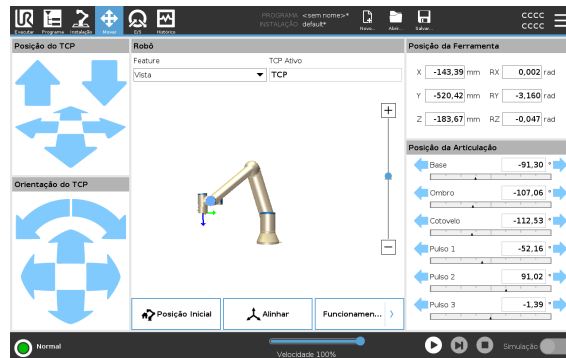 UR
Executar
Programa
Instalação
Mover
E/S
Histórico
PROGRAMA <sem nome>*
INSTALAÇÃO default*
Novo...
Abrir...
Salvar...
CCCC
CCCC
Posição do TCP
Robô
Posição da Ferramenta
Feature
TCP Ativo
Vista
TCP
X -143,39 mm RX 0,002 rad
Y -520,42 mm RY -3,160 rad
Z -183,67 mm RZ -0,047 rad
Posição da Articulação
Base -91,30 °
Ombro -107,06 °
Cotovelo -112,53 °
Pulso 1 -52,16 °
Pulso 2 91,02 °
Pulso 3 -1,39 °
Orientação do TCP
Posição Inicial
Alinhar
Funcionamen...
Normal
Velocidade 100%
Simulação